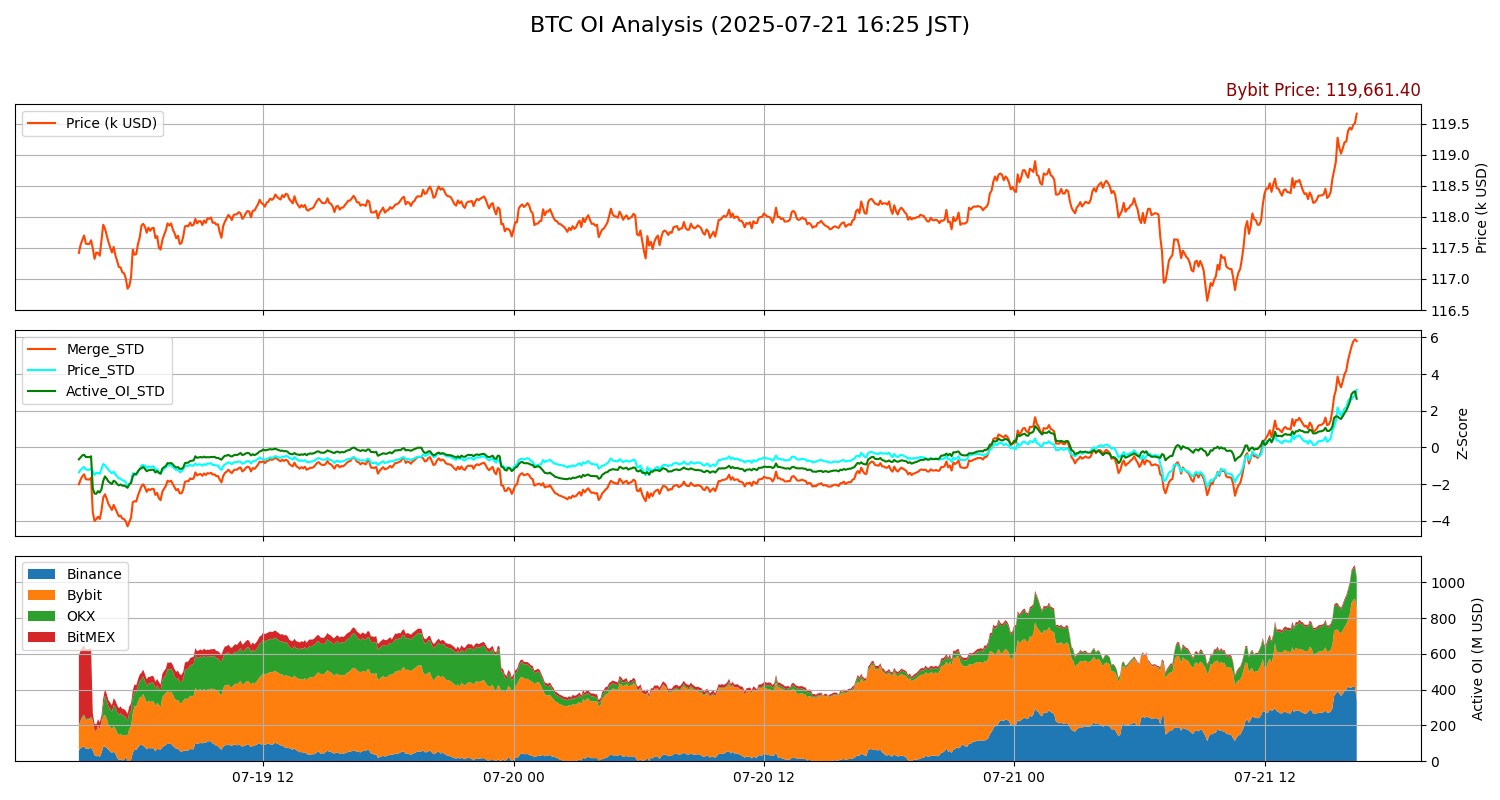 BTC OI Analysis (2025-07-21 16:25 JST)
Bybit Price: 119,661.40
Price (k USD)
119.5
119.0
118.5
118.0
117.5
117.0
116.5
Price (k USD)
Merge_STD
Price_STD
Active_OI_STD
6
4
2
0
−2
−4
Z-Score
Binance
Bybit
OKX
BitMEX
1000
800
600
400
200
0
Active OI (M USD)
07-19 12
07-20 00
07-20 12
07-21 00
07-21 12